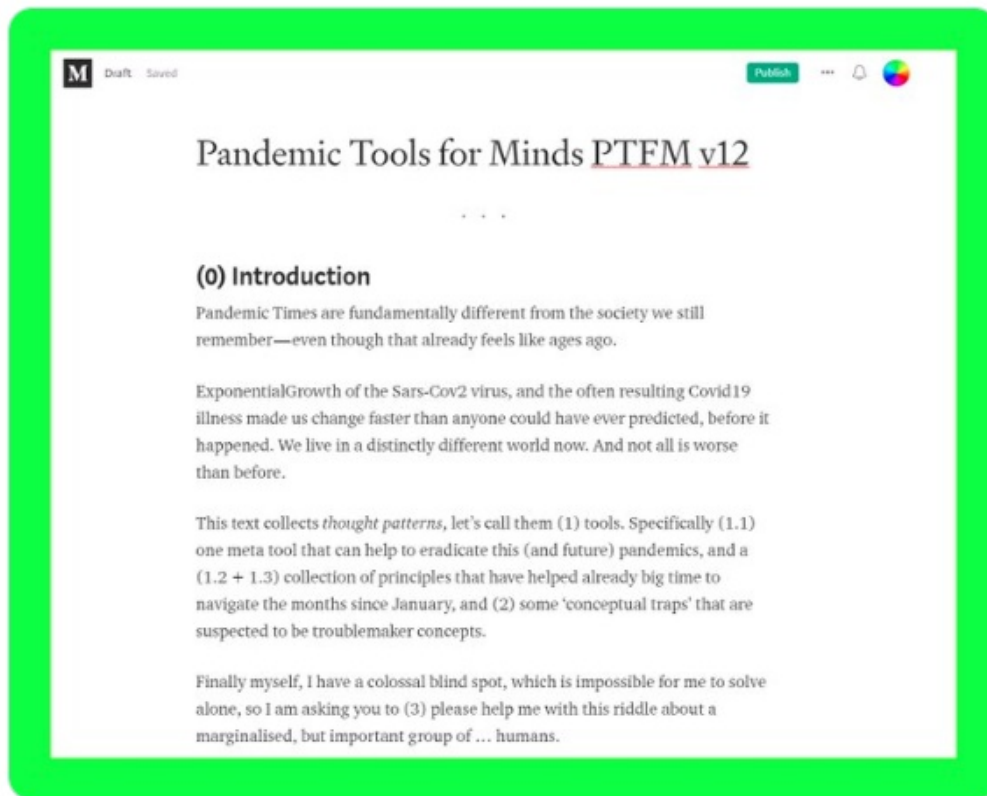 M Draft Saved Publish ...
Pandemic Tools for Minds PTFM v12
. . .
(0) Introduction
Pandemic Times are fundamentally different from the society we still
remember—even though that already feels like ages ago.
ExponentialGrowth of the Sars-Cov2 virus, and the often resulting Covid19
illness made us change faster than anyone could have ever predicted, before it
happened. We live in a distinctly different world now. And not all is worse
than before.
This text collects thought patterns, let's call them (1) tools. Specifically (1.1)
one meta tool that can help to eradicate this (and future) pandemics, and a
(1.2 + 1.3) collection of principles that have helped already big time to
navigate the months since January, and (2) some ‘conceptual traps’ that are
suspected to be troublemaker concepts.
Finally myself, I have a colossal blind spot, which is impossible for me to solve
alone, so I am asking you to (3) please help me with this riddle about a
marginalised, but important group of … humans.